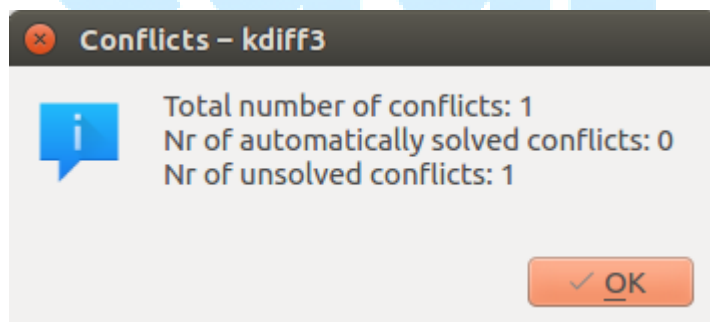 Conflicts – kdiff3
Total number of conflicts: 1
Nr of automatically solved conflicts: 0
Nr of unsolved conflicts: 1
OK